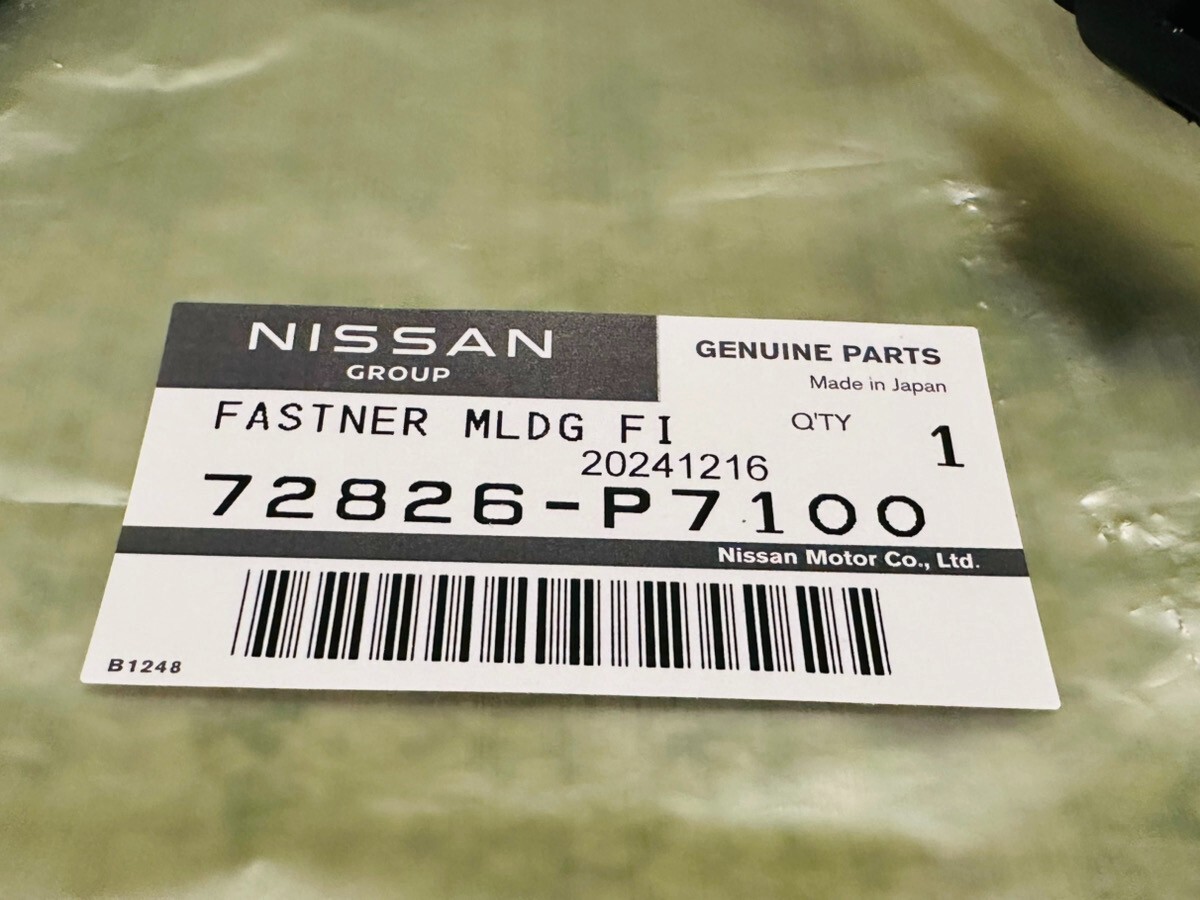 NISSAN
GROUP
GENUINE PARTS
Made in Japan
FASTNER MLDG FI
Q'TY 1
20241216
72826-P7100
Nissan Motor Co., Ltd.
B1248